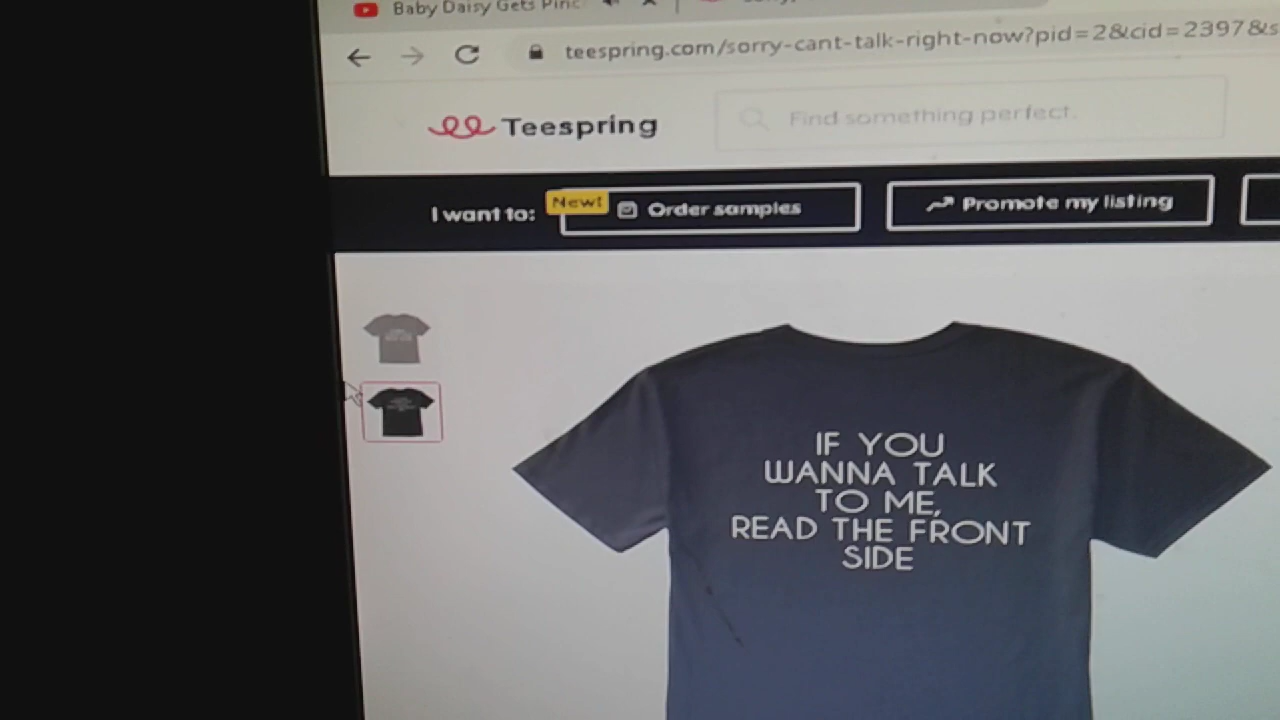 Baby Daisy Gets Pinc
teespring.com/sorry-cant-talk-right-now?pid=2&cid=2397&s
Teespring
Find something perfect.
I want to:
New!
Order samples
Promote my listing
IF YOU
WANNA TALK
TO ME,
READ THE FRONT
SIDE